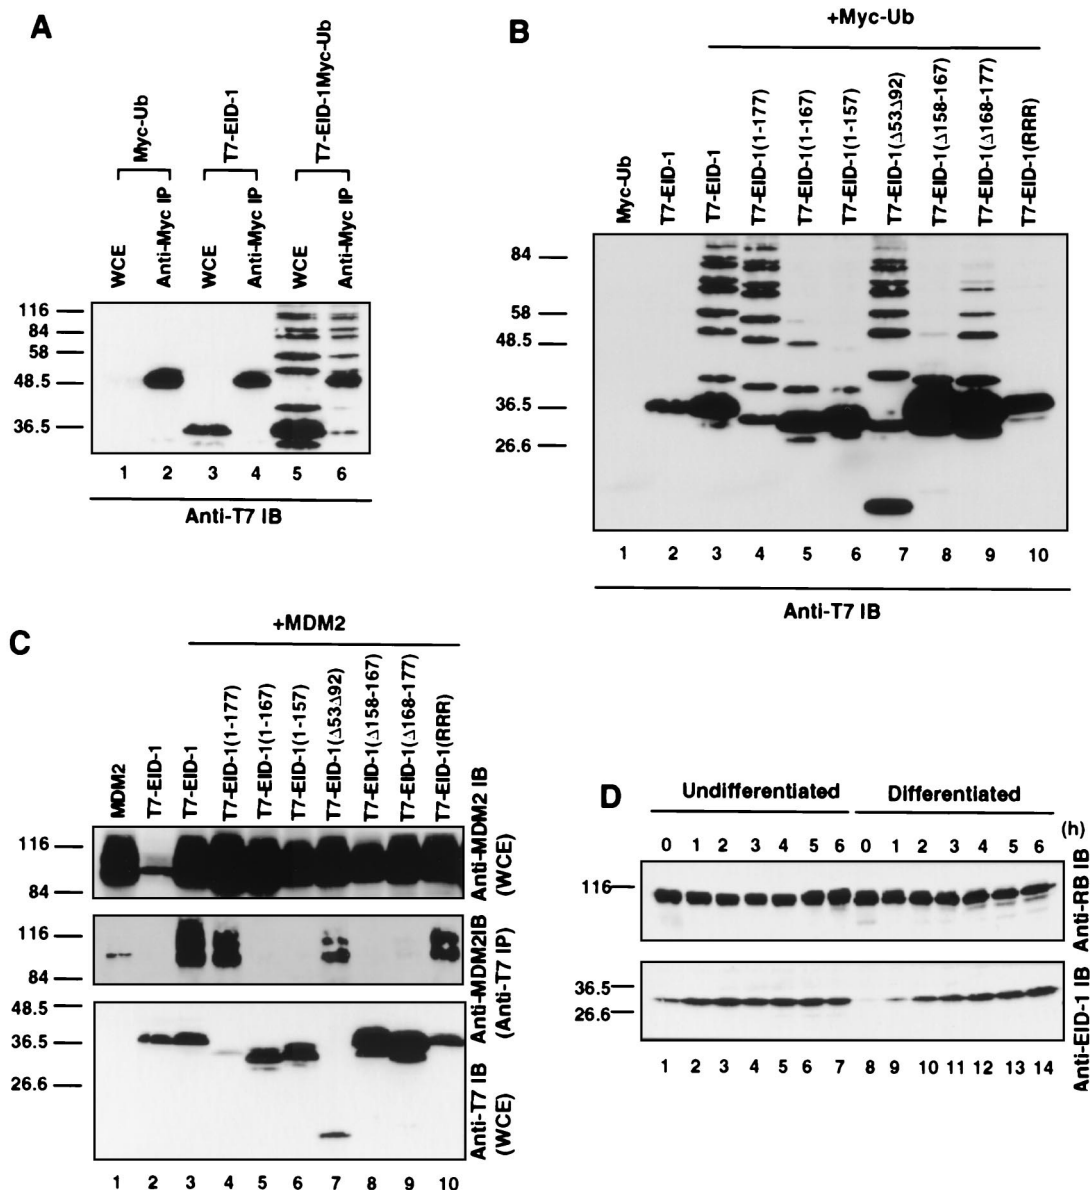 A
Myc-Ub
T7-EID-1
T7-EID-1Myc-Ub
WCE
Anti-Myc IP
WCE
Anti-Myc IP
WCE
Anti-Myc IP
116
84
58
48.5
36.5
1 2 3 4 5 6
Anti-T7 IB
B
+Myc-Ub
Myc-Ub
T7-EID-1
T7-EID-1
T7-EID-1(1-177)
T7-EID-1(1-167)
T7-EID-1(1-157)
T7-EID-1(Δ53Δ92)
T7-EID-1(Δ158-167)
T7-EID-1(Δ168-177)
T7-EID-1(RRR)
84
58
48.5
36.5
26.6
1 2 3 4 5 6 7 8 9 10
Anti-T7 IB
C
+MDM2
MDM2
T7-EID-1
T7-EID-1
T7-EID-1(1-177)
T7-EID-1(1-167)
T7-EID-1(1-157)
T7-EID-1(Δ53Δ92)
T7-EID-1(Δ158-167)
T7-EID-1(Δ168-177)
T7-EID-1(RRR)
116
84
Anti-MDM2 IB
(WCE)
116
84
Anti-MDM2IB
(Anti-T7 IP)
48.5
36.5
26.6
Anti-T7 IB
(WCE)
1 2 3 4 5 6 7 8 9 10
D
Undifferentiated Differentiated
(h)
0 1 2 3 4 5 6 0 1 2 3 4 5 6
116
Anti-RB IB
36.5
26.6
Anti-EID-1 IB
1 2 3 4 5 6 7 8 9 10 11 12 13 14